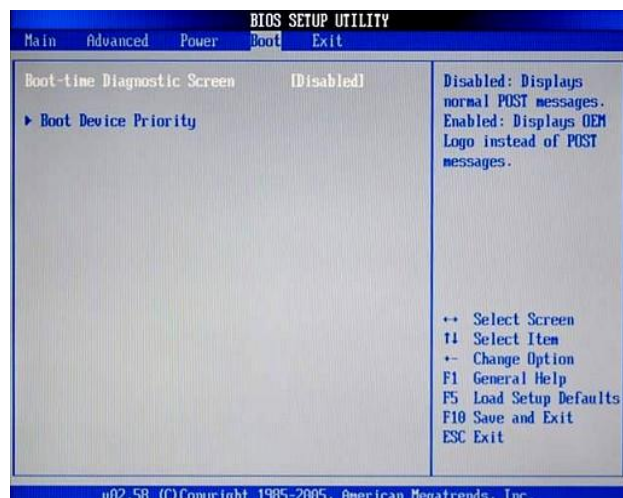 BIOS SETUP UTILITY
Main Advanced Power Boot Exit
Boot-time Diagnostic Screen [Disabled]
▶ Boot Device Priority
Disabled: Displays
normal POST messages.
Enabled: Displays OEM
Logo instead of POST
messages.
↔ Select Screen
↑↓ Select Item
+- Change Option
F1 General Help
F5 Load Setup Defaults
F10 Save and Exit
ESC Exit
v02.58 (C)Copyright 1985-2005, American Megatrends, Inc.